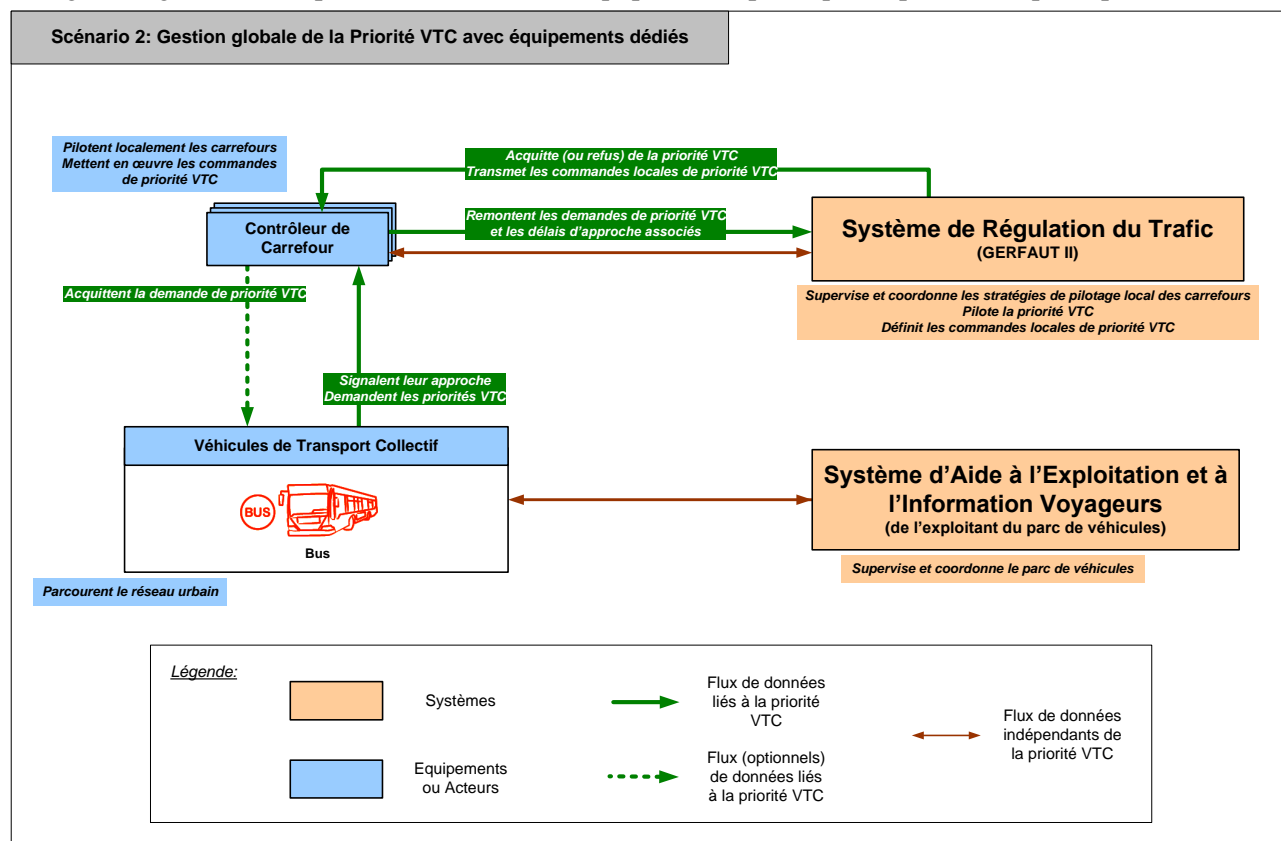 Scénario 2: Gestion globale de la Priorité VTC avec équipements dédiés
Pilotent localement les carrefours
Mettent en œuvre les commandes
de priorité VTC
Acquitte (ou refus) de la priorité VTC
Transmet les commandes locales de priorité VTC
Contrôleur de
Carrefour
Remontent les demandes de priorité VTC
et les délais d'approche associés
Système de Régulation du Trafic
(GERFAUT II)
Acquittent la demande de priorité VTC
Supervise et coordonne les stratégies de pilotage local des carrefours
Pilote la priorité VTC
Définit les commandes locales de priorité VTC
Signalent leur approche
Demandent les priorités VTC
Véhicules de Transport Collectif
BUS
Bus
Système d'Aide à l'Exploitation et à
l'Information Voyageurs
(de l'exploitant du parc de véhicules)
Parcourent le réseau urbain
Supervise et coordonne le parc de véhicules
Légende:
Systèmes
Flux de données
liés à la priorité
VTC
Flux de données
indépendants de
la priorité VTC
Equipements
ou Acteurs
Flux (optionnels)
de données liés
à la priorité VTC